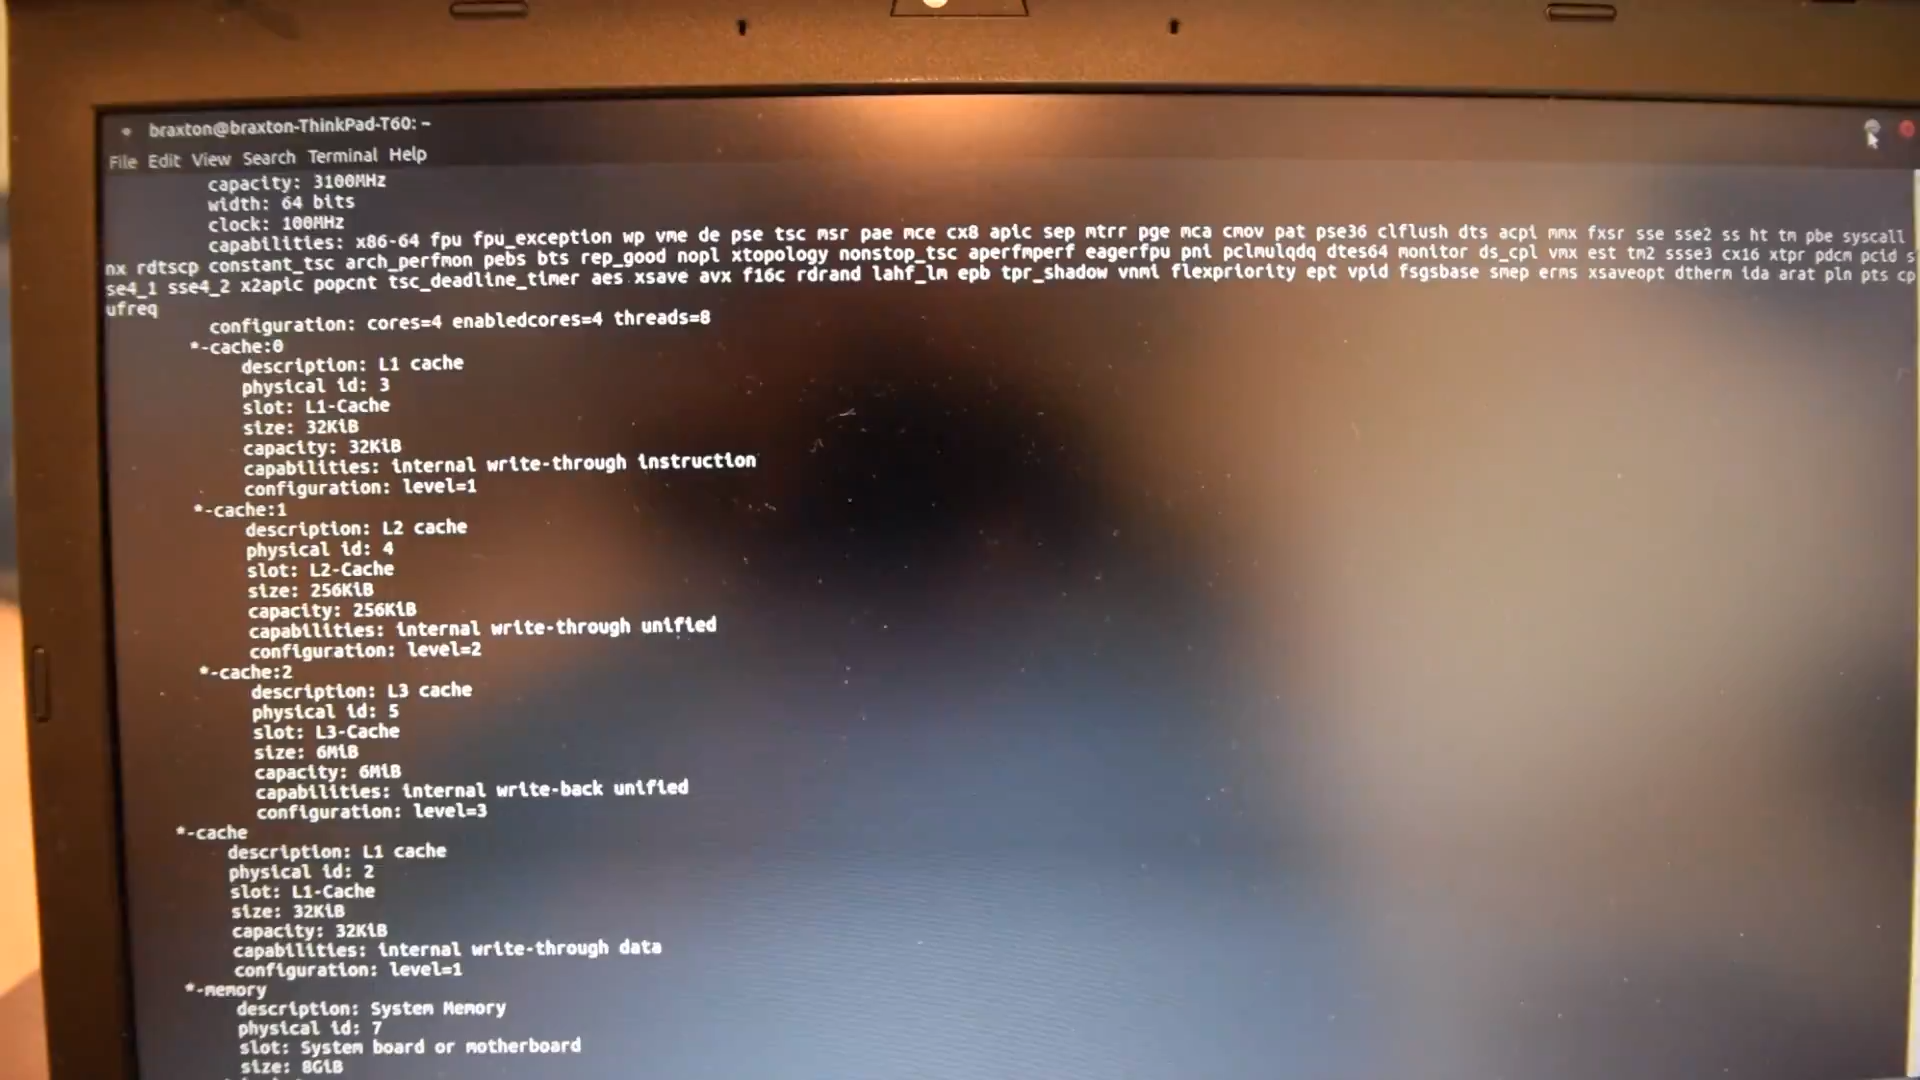 braxton@braxton-ThinkPad-T60: ~
File Edit View Search Terminal Help
capacity: 3100MHz
width: 64 bits
clock: 100MHz
capabilities: x86-64 fpu fpu_exception wp vme de pse tsc msr pae mce cx8 apic sep mtrr pge mca cmov pat pse36 clflush dts acpi mmx fxsr sse sse2 ss ht tm pbe syscall
nx rdtscp constant_tsc arch_perfmon pebs bts rep_good nopl xtopology nonstop_tsc aperfmperf eagerfpu pni pclmulqdq dtes64 monitor ds_cpl vmx est tm2 ssse3 cx16 xtpr pdcm pcid s
se4_1 sse4_2 x2apic popcnt tsc_deadline_timer aes xsave avx f16c rdrand lahf_lm epb tpr_shadow vnmi flexpriority ept vpid fsgsbase smep erms xsaveopt dtherm ida arat pln pts cp
ufreq
configuration: cores=4 enabledcores=4 threads=8
*-cache:0
description: L1 cache
physical id: 3
slot: L1-Cache
size: 32KiB
capacity: 32KiB
capabilities: internal write-through instruction
configuration: level=1
*-cache:1
description: L2 cache
physical id: 4
slot: L2-Cache
size: 256KiB
capacity: 256KiB
capabilities: internal write-through unified
configuration: level=2
*-cache:2
description: L3 cache
physical id: 5
slot: L3-Cache
size: 6MiB
capacity: 6MiB
capabilities: internal write-back unified
configuration: level=3
*-cache
description: L1 cache
physical id: 2
slot: L1-Cache
size: 32KiB
capacity: 32KiB
capabilities: internal write-through data
configuration: level=1
*-memory
description: System Memory
physical id: 7
slot: System board or motherboard
size: 8GiB